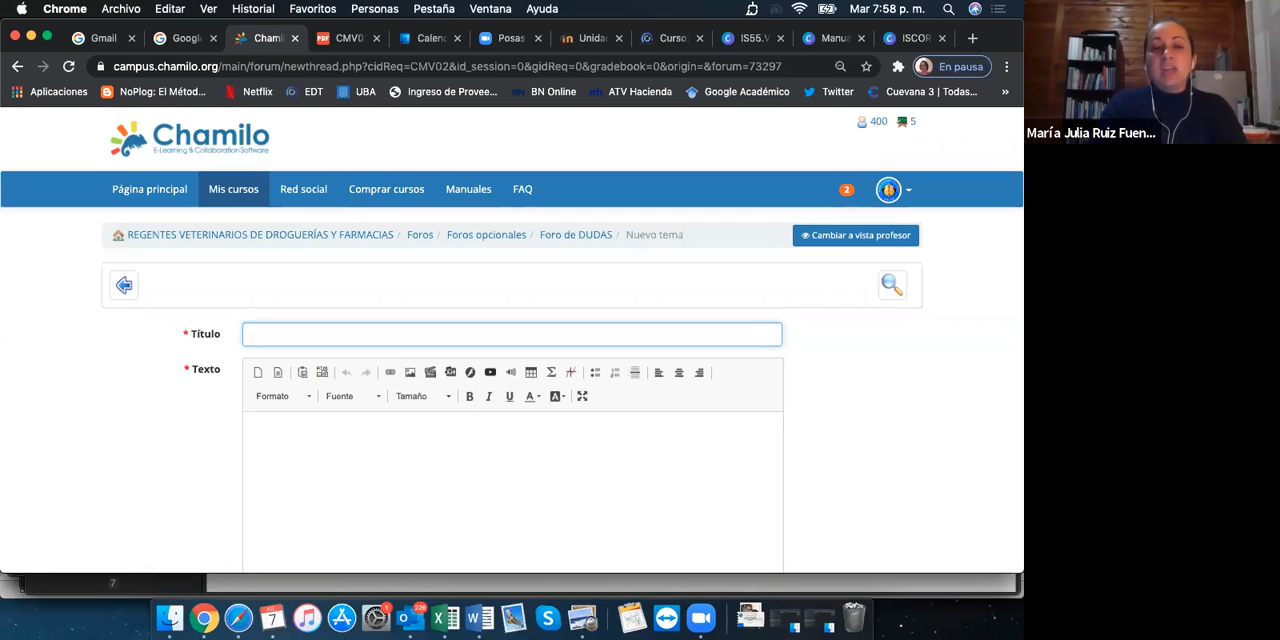 Chrome Archivo Editar Ver Historial Favoritos Personas Pestaña Ventana Ayuda Mar 7:58 p. m.
Gmail Google Chami CMV0 Calend Posas Unida Curso: IS55.V Manua ISCOR
campus.chamilo.org/main/forum/newthread.php?cidReq=CMV02&id_session=0&gidReq=0&gradebook=0&origin=&forum=73297 En pausa
Aplicaciones NoPlog: El Métod... Netflix EDT UBA Ingreso de Provee... BN Online ATV Hacienda Google Académico Twitter Cuevana 3 | Todas... »
María Julia Ruiz Fuen...
400 5
Chamilo
E-Learning & Collaboration Software
Página principal Mis cursos Red social Comprar cursos Manuales FAQ 2
REGENTES VETERINARIOS DE DROGUERÍAS Y FARMACIAS / Foros / Foros opcionales / Foro de DUDAS / Nuevo tema Cambiar a vista profesor
* Título
* Texto
Formato Fuente Tamaño B I U A A
7
7 1 226